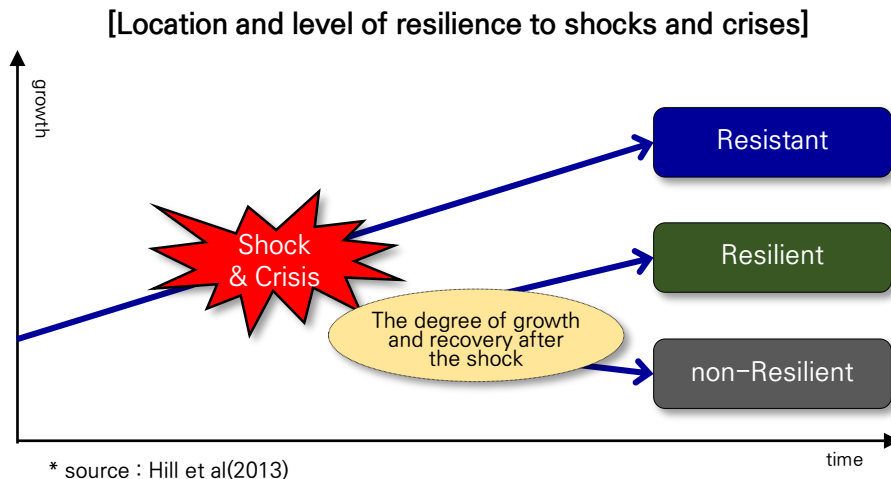 [Location and level of resilience to shocks and crises]
growth
Resistant
Shock
& Crisis
Resilient
The degree of growth
and recovery after
the shock
non-Resilient
time
* source : Hill et al(2013)